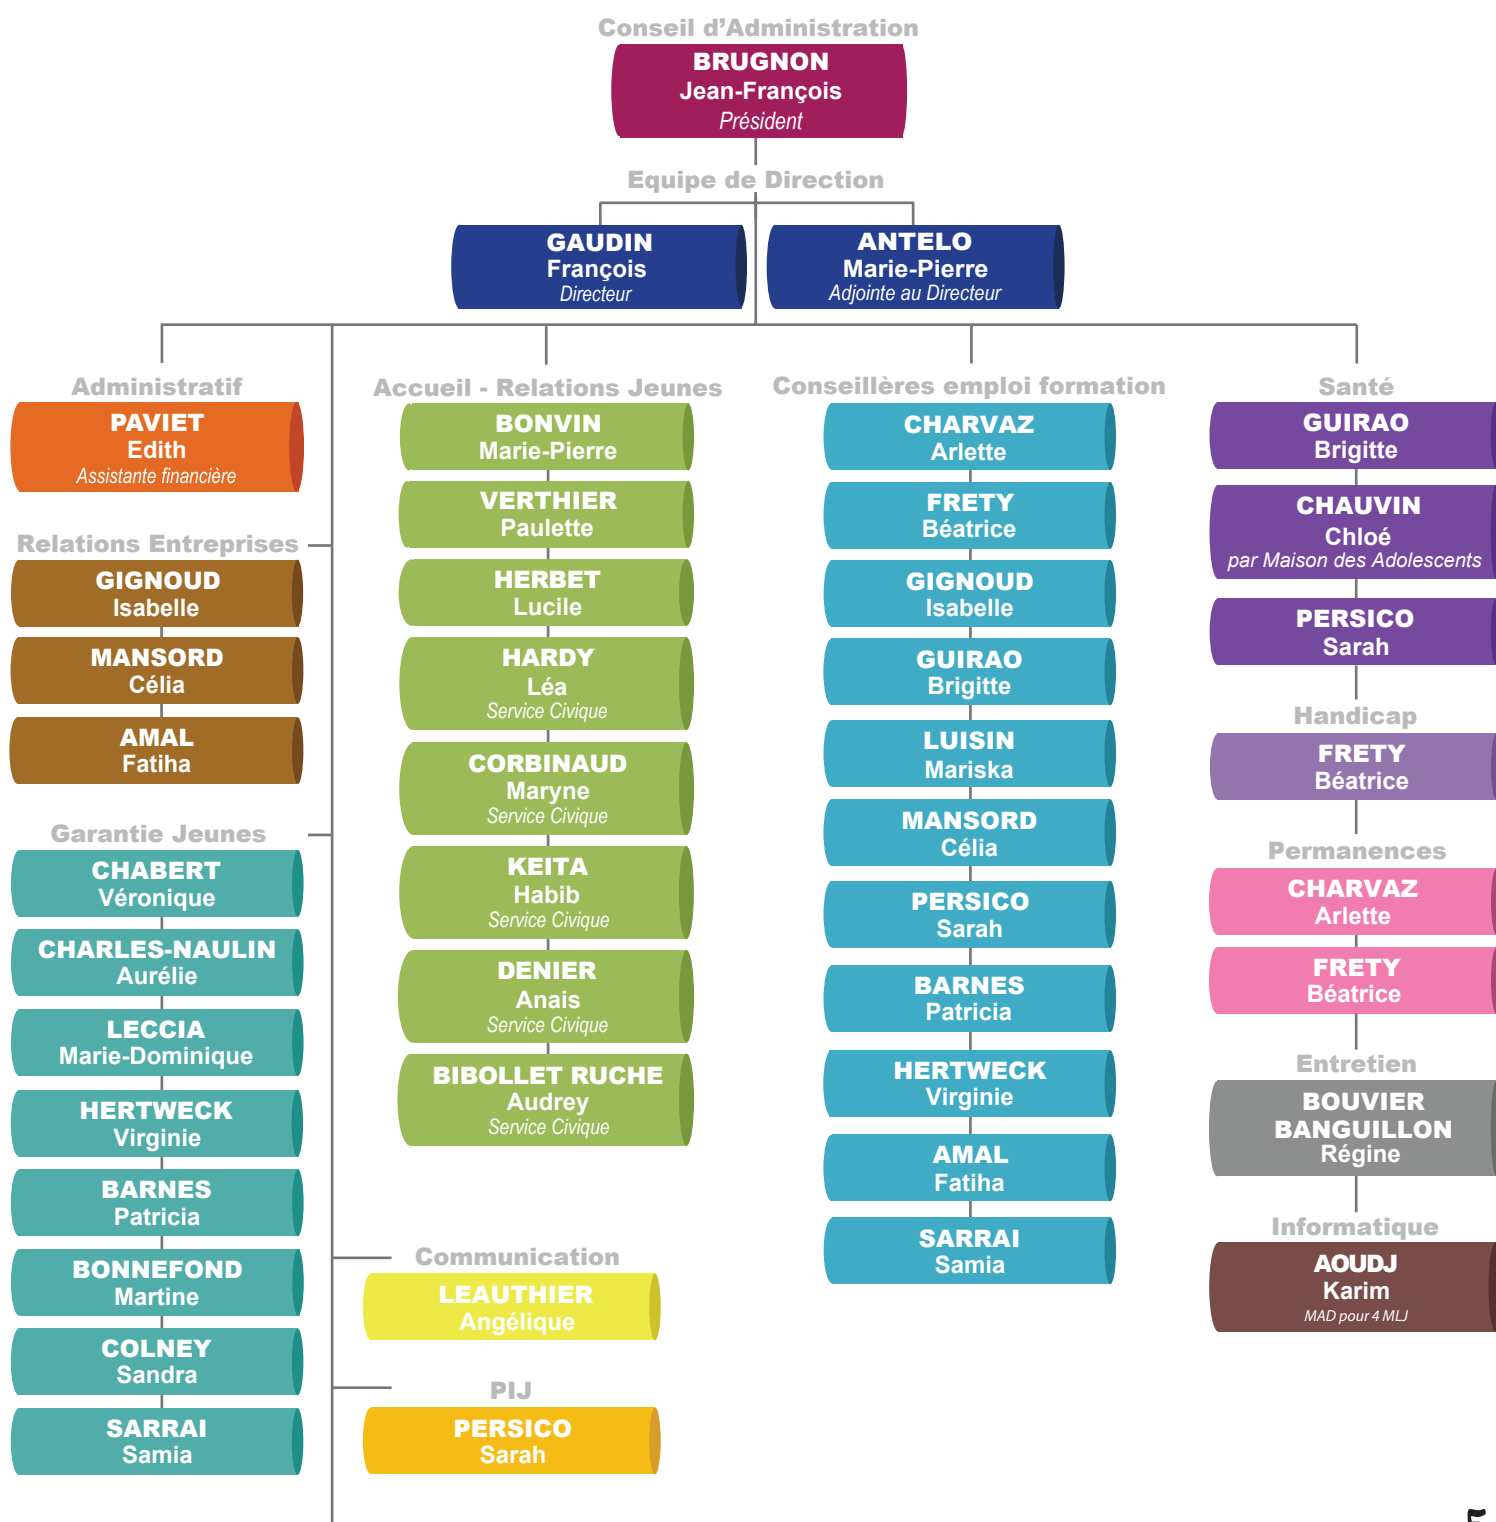 Conseil d'Administration
BRUGNON
Jean-François
Président
Equipe de Direction
GAUDIN
François
Directeur
ANTELO
Marie-Pierre
Adjointe au Directeur
Administratif
PAVIET
Edith
Assistante financière
Relations Entreprises
GIGNOUD
Isabelle
MANSORD
Célia
AMAL
Fatiha
Garantie Jeunes
CHABERT
Véronique
CHARLES-NAULIN
Aurélie
LECCIA
Marie-Dominique
HERTWECK
Virginie
BARNES
Patricia
BONNEFOND
Martine
COLNEY
Sandra
SARRAI
Samia
Accueil - Relations Jeunes
BONVIN
Marie-Pierre
VERTHIER
Paulette
HERBET
Lucile
HARDY
Léa
Service Civique
CORBINAUD
Maryne
Service Civique
KEITA
Habib
Service Civique
DENIER
Anais
Service Civique
BIBOLLET RUCHE
Audrey
Service Civique
Communication
LEAUTHIER
Angélique
PIJ
PERSICO
Sarah
Conseillères emploi formation
CHARVAZ
Arlette
FRETY
Béatrice
GIGNOUD
Isabelle
GUIRAO
Brigitte
LUISIN
Mariska
MANSORD
Célia
PERSICO
Sarah
BARNES
Patricia
HERTWECK
Virginie
AMAL
Fatiha
SARRAI
Samia
Santé
GUIRAO
Brigitte
CHAUVIN
Chloé
par Maison des Adolescents
PERSICO
Sarah
Handicap
FRETY
Béatrice
Permanences
CHARVAZ
Arlette
FRETY
Béatrice
Entretien
BOUVIER
BANGUILLON
Régine
Informatique
AOUDJ
Karim
MAD pour 4 MLJ
5